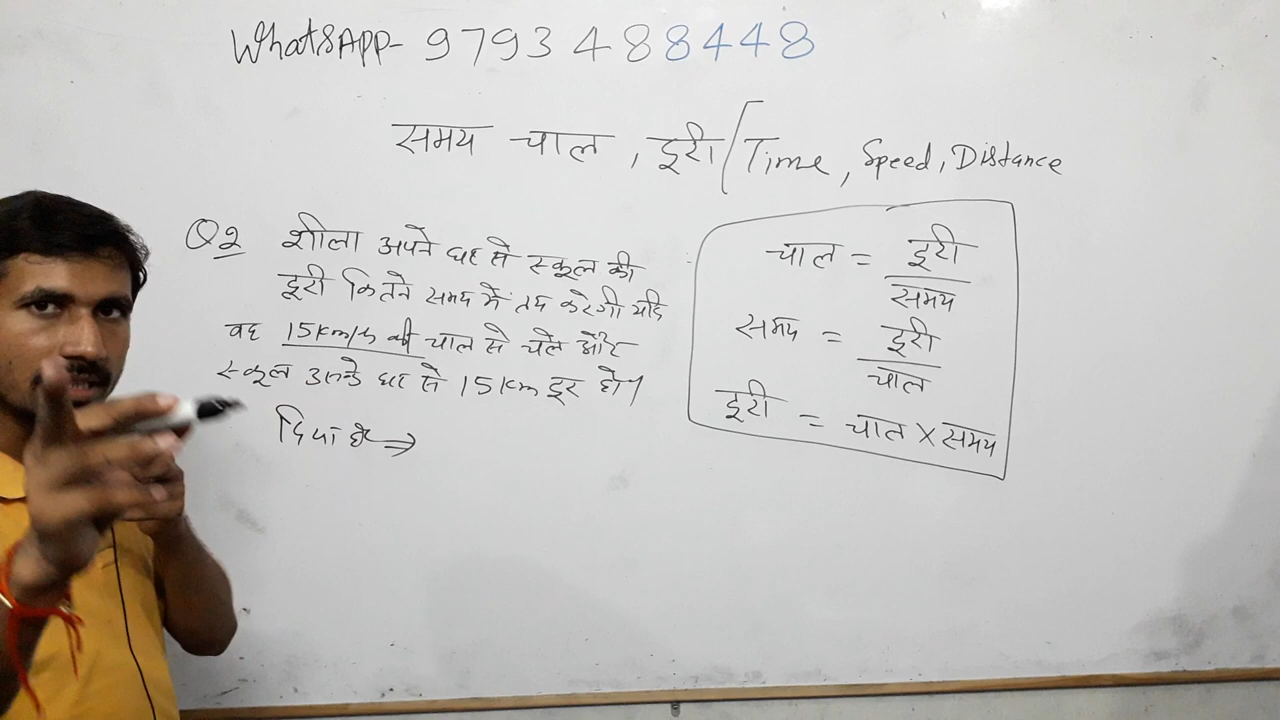 WhatsAPP- 9793488448
समय चाल , दूरी / Time, Speed, Distance
Q2 शीला अपने घर से स्कूल की
दूरी कितने समय में तय करेगी यदि
वह 15km/h की चाल से चले और
स्कूल उसके घर से 15km दूर हो।
दिया है ⇒
चाल = दूरी / समय
समय = दूरी / चाल
दूरी = चाल × समय